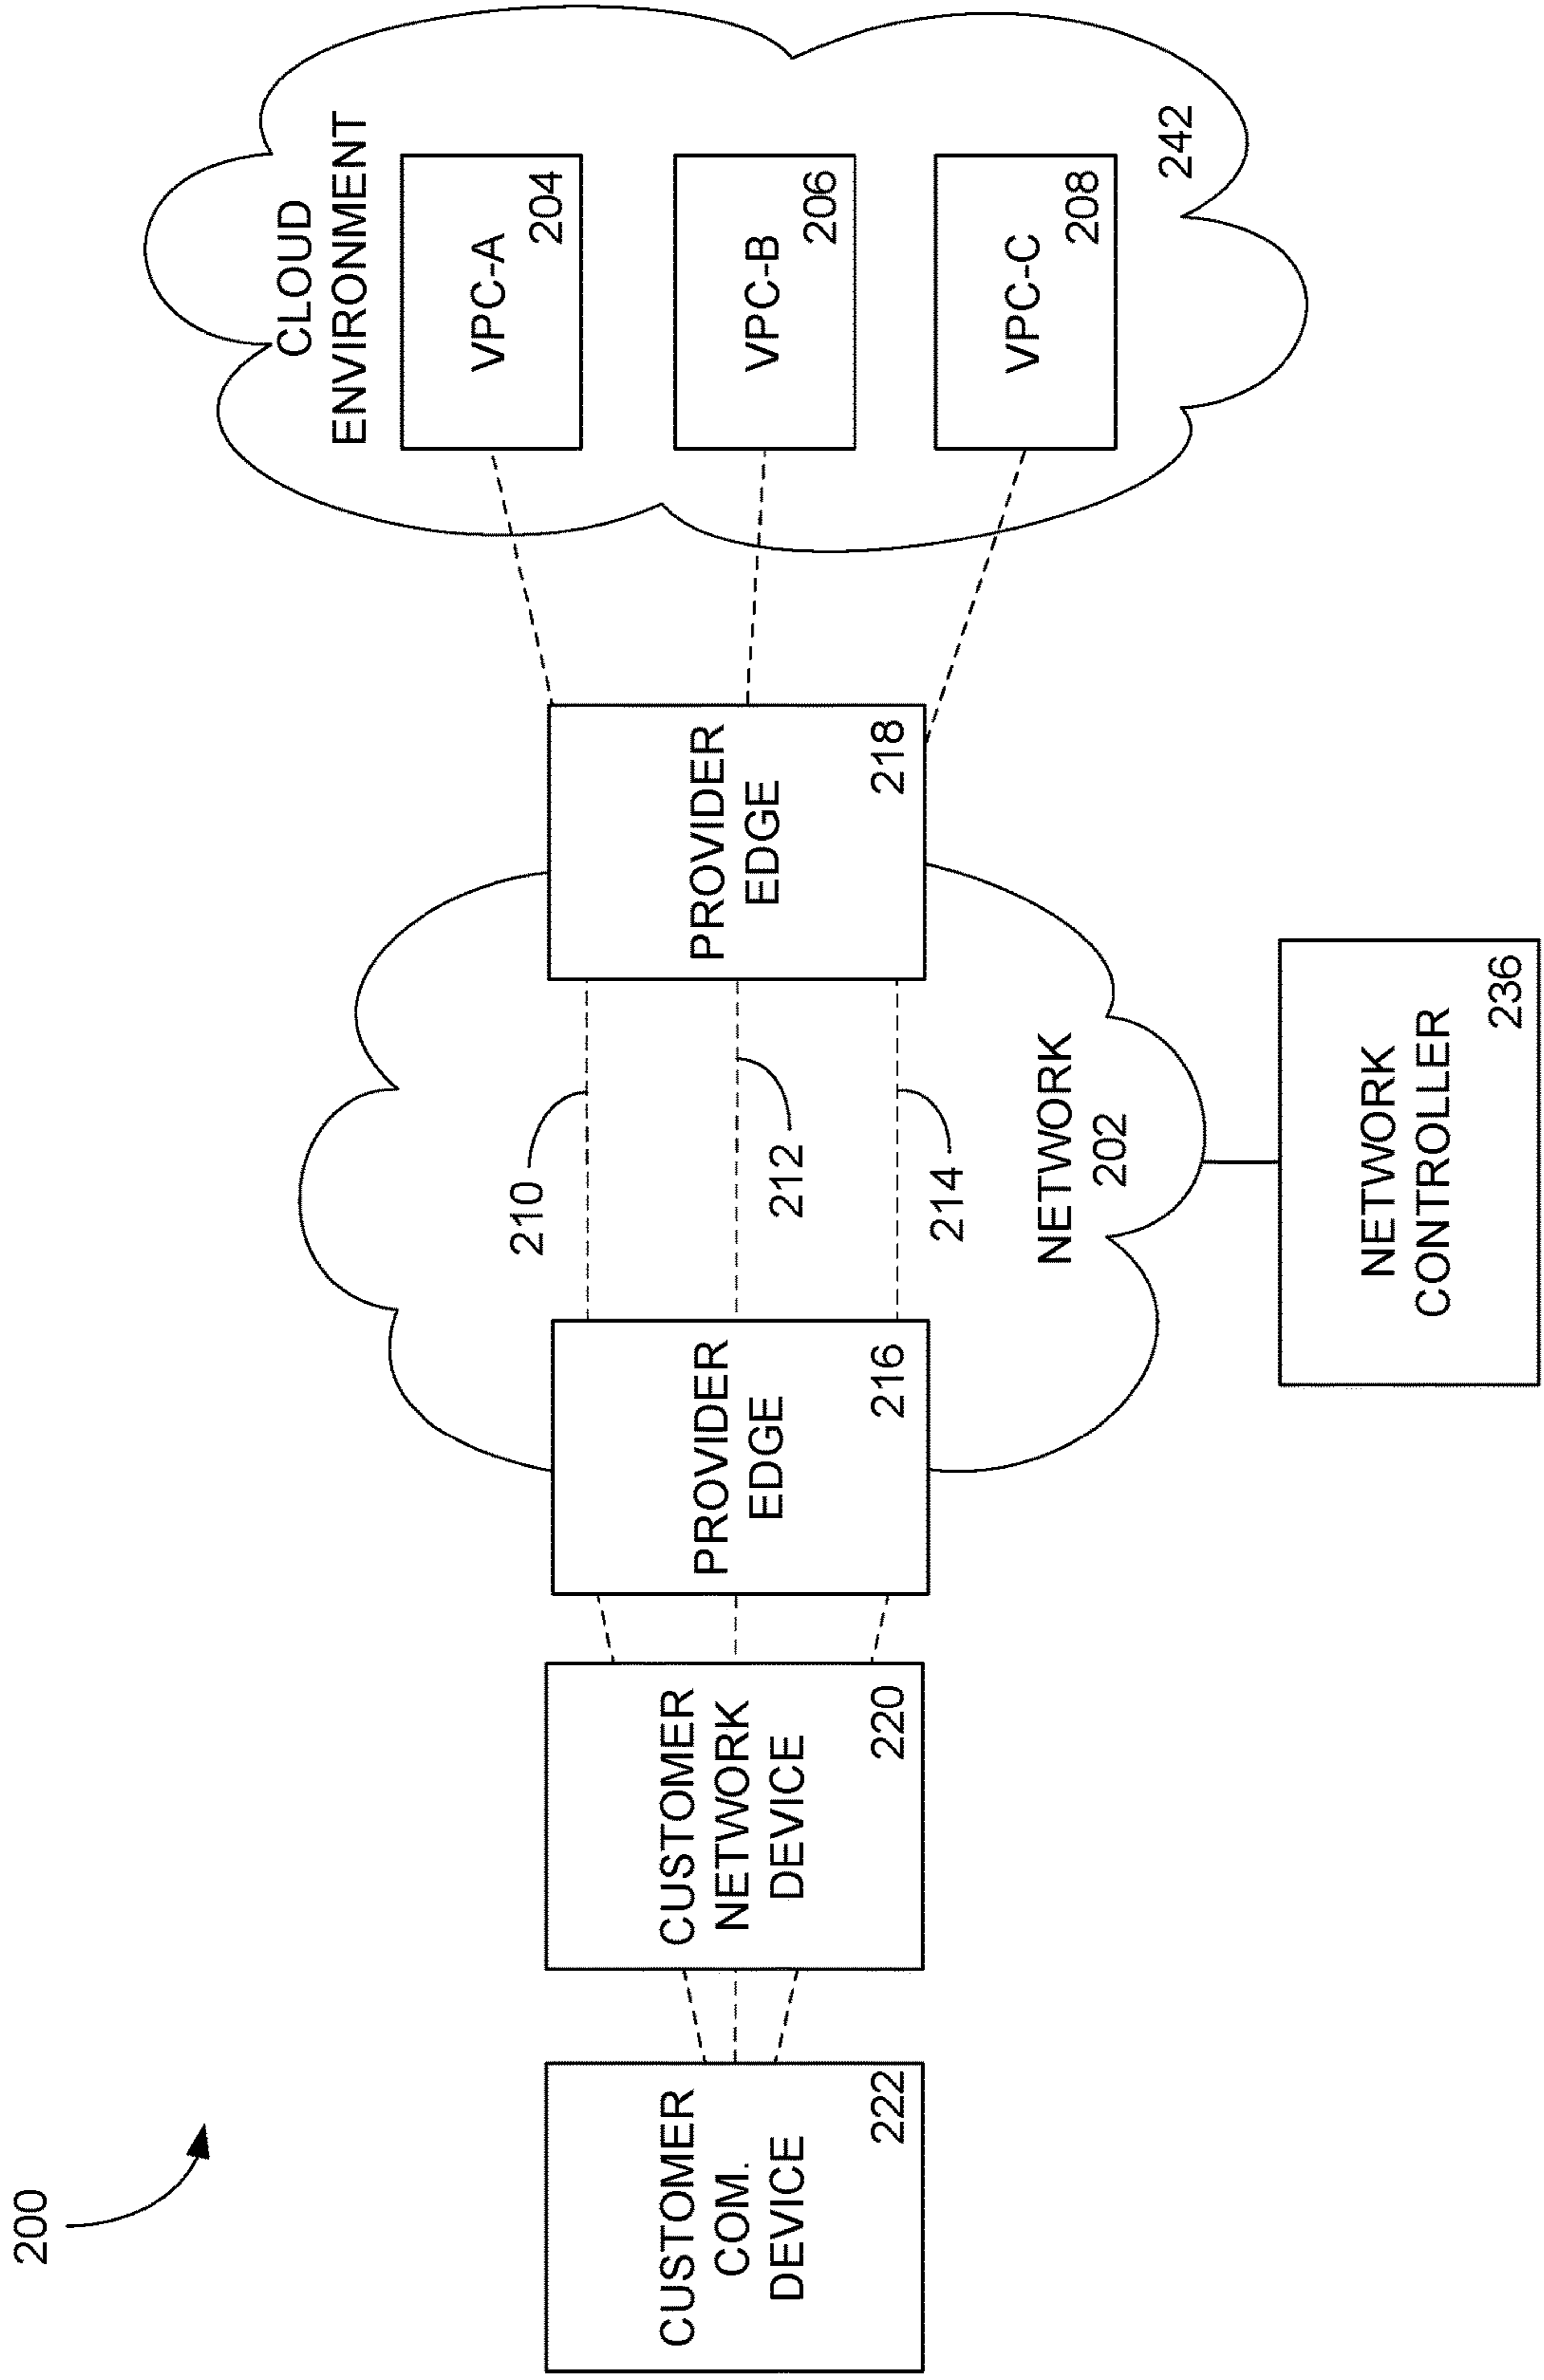 200
CUSTOMER
COM.
DEVICE
222
CUSTOMER
NETWORK
DEVICE
220
PROVIDER
EDGE
216
210
212
214
NETWORK
202
PROVIDER
EDGE
218
NETWORK
CONTROLLER
236
CLOUD
ENVIRONMENT
VPC-A
204
VPC-B
206
VPC-C
208
242